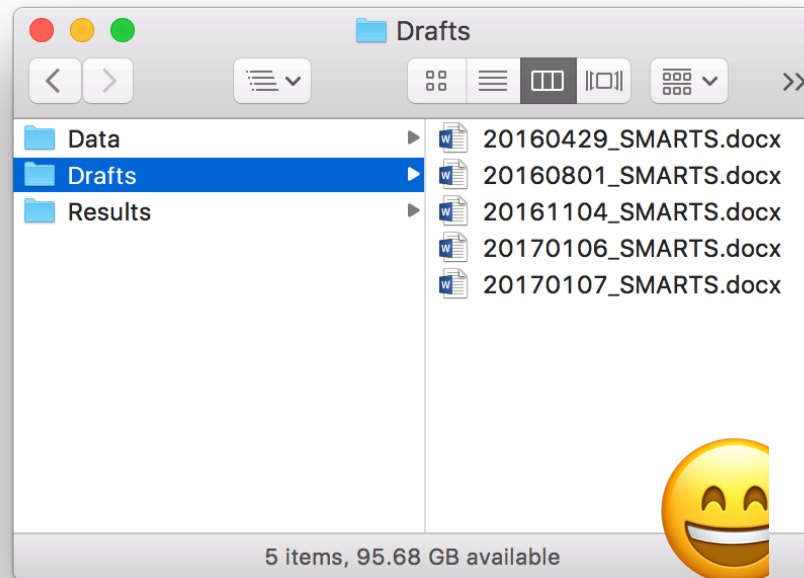 Drafts
Data
Drafts
Results
20160429_SMARTS.docx
20160801_SMARTS.docx
20161104_SMARTS.docx
20170106_SMARTS.docx
20170107_SMARTS.docx
5 items, 95.68 GB available